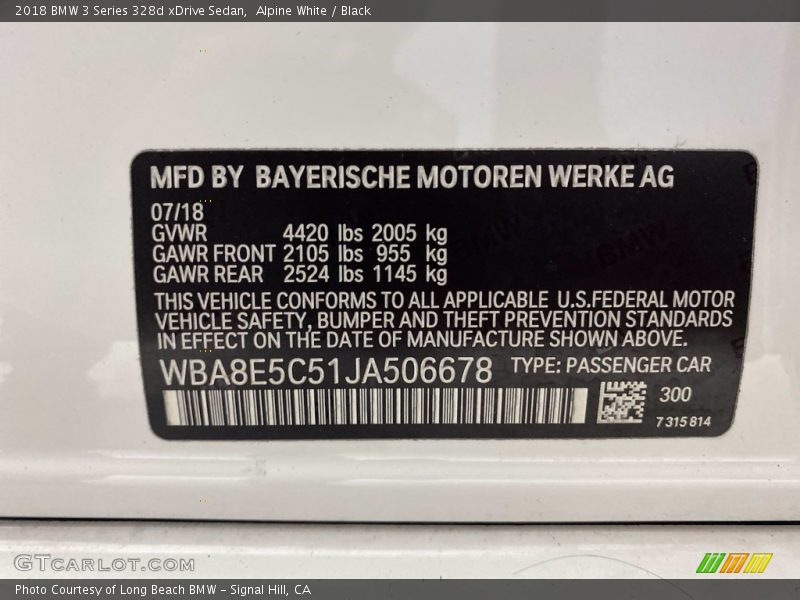 2018 BMW 3 Series 328d xDrive Sedan, Alpine White / Black
MFD BY BAYERISCHE MOTOREN WERKE AG
07/18
GVWR 4420 lbs 2005 kg
GAWR FRONT 2105 lbs 955 kg
GAWR REAR 2524 lbs 1145 kg
THIS VEHICLE CONFORMS TO ALL APPLICABLE U.S.FEDERAL MOTOR
VEHICLE SAFETY, BUMPER AND THEFT PREVENTION STANDARDS
IN EFFECT ON THE DATE OF MANUFACTURE SHOWN ABOVE.
WBA8E5C51JA506678 TYPE: PASSENGER CAR
300
7 315 814
GTCARLOT.COM
Photo Courtesy of Long Beach BMW - Signal Hill, CA